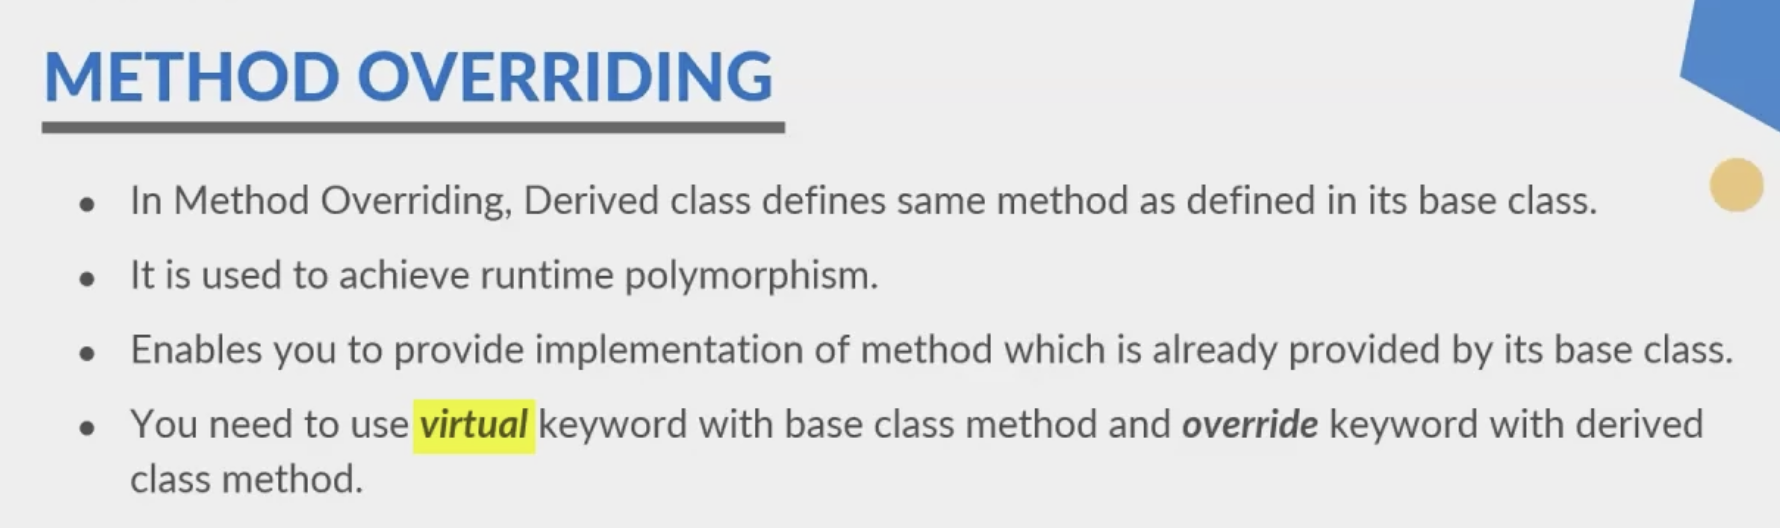 METHOD OVERRIDING
• In Method Overriding, Derived class defines same method as defined in its base class.
• It is used to achieve runtime polymorphism.
• Enables you to provide implementation of method which is already provided by its base class.
• You need to use virtual keyword with base class method and override keyword with derived
class method.